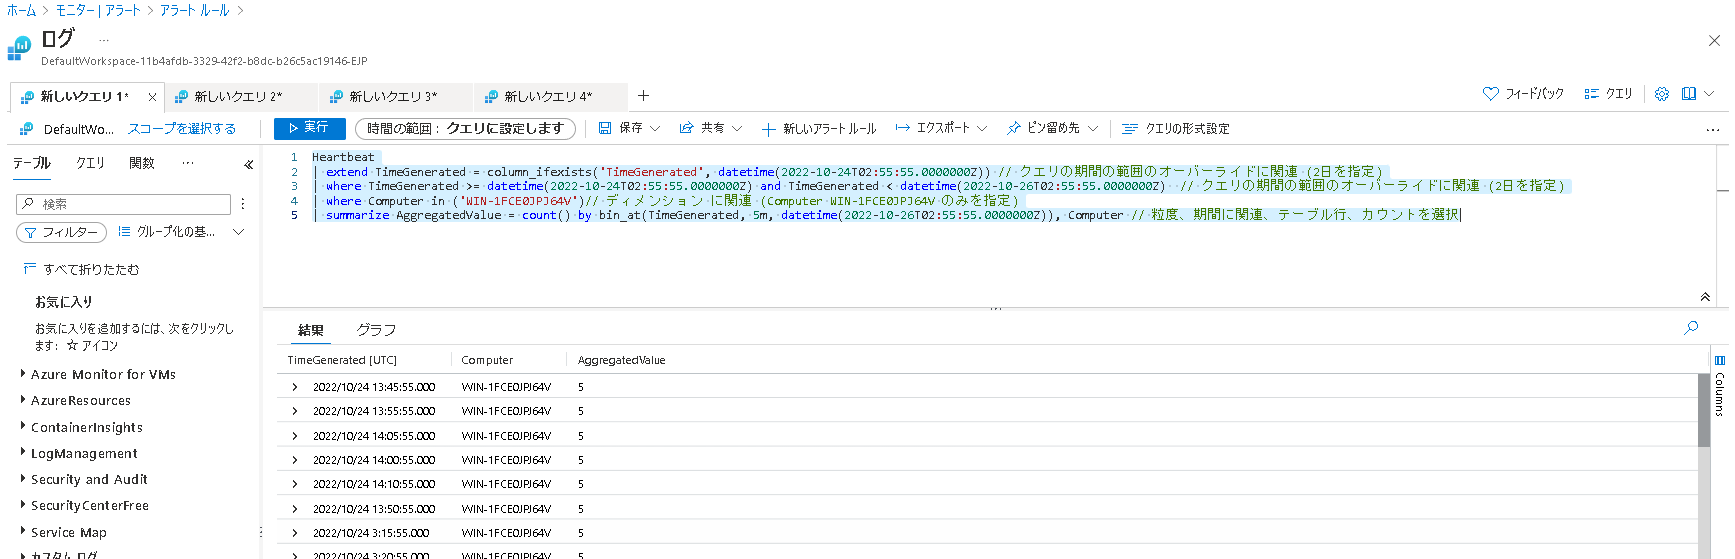 ホーム > モニター | アラート > アラート ルール >
ログ ...
DefaultWorkspace-11b4afdb-3329-42f2-b8dc-b26c5ac19146-EJP
新しいクエリ 1* 新しいクエリ 2* 新しいクエリ 3* 新しいクエリ 4* +
フィードバック クエリ
DefaultWo... スコープを選択する 実行 時間の範囲 : クエリに設定します 保存 共有 新しいアラート ルール エクスポート ピン留め先 クエリの形式設定 ...
テーブル クエリ 関数 ...
検索
フィルター グループ化の基...
すべて折りたたむ
お気に入り
お気に入りを追加するには、次をクリックし
ます: ☆ アイコン
Azure Monitor for VMs
AzureResources
ContainerInsights
LogManagement
Security and Audit
SecurityCenterFree
Service Map
カスタム ログ
1 Heartbeat
2 | extend TimeGenerated = column_ifexists('TimeGenerated', datetime(2022-10-24T02:55:55.0000000Z)) // クエリの期間の範囲のオーバーライドに関連 (2日を指定)
3 | where TimeGenerated >= datetime(2022-10-24T02:55:55.0000000Z) and TimeGenerated < datetime(2022-10-26T02:55:55.0000000Z) // クエリの期間の範囲のオーバーライドに関連 (2日を指定)
4 | where Computer in ('WIN-1FCE0JPJ64V')// ディメンション に関連 (Computer WIN-1FCE0JPJ64V のみを指定)
5 | summarize AggregatedValue = count() by bin_at(TimeGenerated, 5m, datetime(2022-10-26T02:55:55.0000000Z)), Computer // 粒度、期間に関連、テーブル行、カウントを選択
結果 グラフ
TimeGenerated [UTC] Computer AggregatedValue
2022/10/24 13:45:55.000 WIN-1FCE0JPJ64V 5
2022/10/24 13:55:55.000 WIN-1FCE0JPJ64V 5
2022/10/24 14:05:55.000 WIN-1FCE0JPJ64V 5
2022/10/24 14:00:55.000 WIN-1FCE0JPJ64V 5
2022/10/24 14:10:55.000 WIN-1FCE0JPJ64V 5
2022/10/24 13:50:55.000 WIN-1FCE0JPJ64V 5
2022/10/24 3:15:55.000 WIN-1FCE0JPJ64V 5
2022/10/24 3:20:55.000 WIN-1FCE0JPJ64V 5
Columns